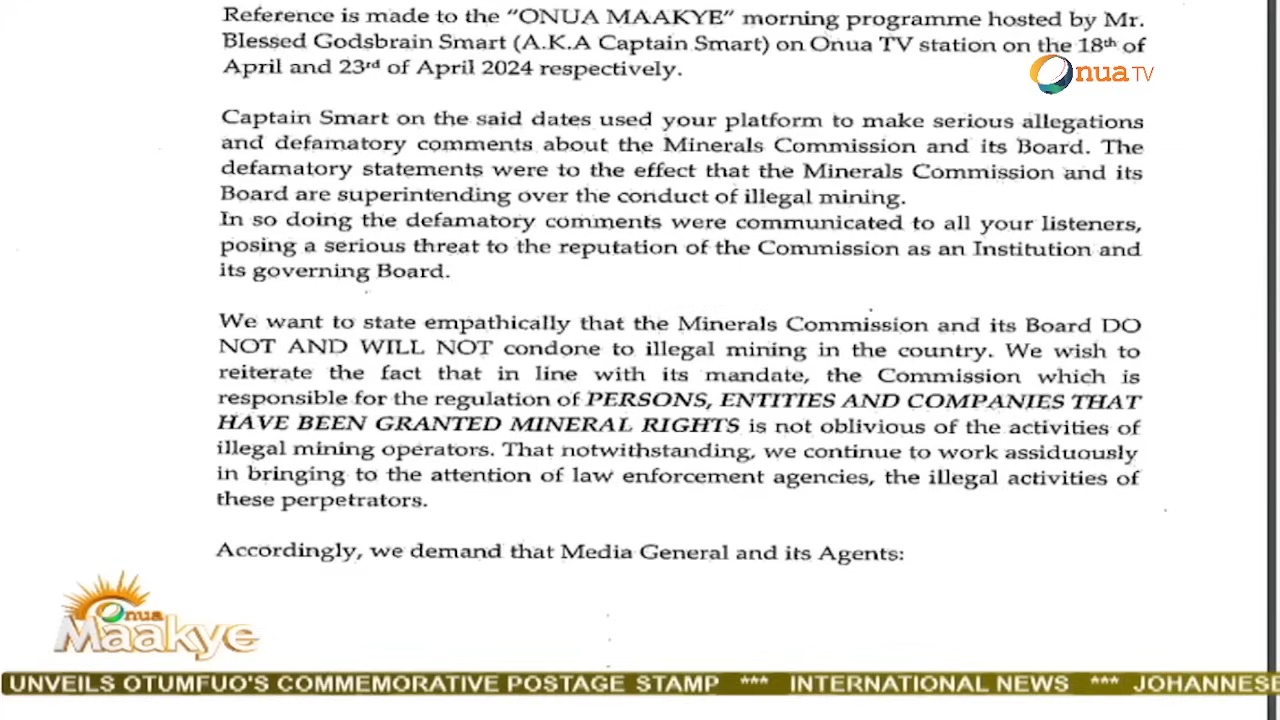 Reference is made to the "ONUA MAAKYE" morning programme hosted by Mr.
Blessed Godsbrain Smart (A.K.A Captain Smart) on Onua TV station on the 18th of
April and 23rd of April 2024 respectively.
Onua TV
Captain Smart on the said dates used your platform to make serious allegations
and defamatory comments about the Minerals Commission and its Board. The
defamatory statements were to the effect that the Minerals Commission and its
Board are superintending over the conduct of illegal mining.
In so doing the defamatory comments were communicated to all your listeners,
posing a serious threat to the reputation of the Commission as an Institution and
its governing Board.
We want to state empathically that the Minerals Commission and its Board DO
NOT AND WILL NOT condone to illegal mining in the country. We wish to
reiterate the fact that in line with its mandate, the Commission which is
responsible for the regulation of PERSONS, ENTITIES AND COMPANIES THAT
HAVE BEEN GRANTED MINERAL RIGHTS is not oblivious of the activities of
illegal mining operators. That notwithstanding, we continue to work assiduously
in bringing to the attention of law enforcement agencies, the illegal activities of
these perpetrators.
Accordingly, we demand that Media General and its Agents:
Onua
Maakye
UNVEILS OTUMFUO'S COMMEMORATIVE POSTAGE STAMP *** INTERNATIONAL NEWS *** JOHANNESE